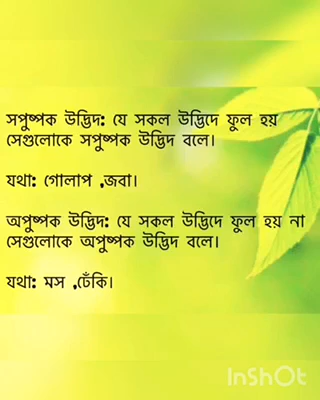 সপুষ্পক উদ্ভিদ: যে সকল উদ্ভিদে ফুল হয়
সেগুলোকে সপুষ্পক উদ্ভিদ বলে।
যথা: গোলাপ ,জবা।
অপুষ্পক উদ্ভিদ: যে সকল উদ্ভিদে ফুল হয় না
সেগুলোকে অপুষ্পক উদ্ভিদ বলে।
যথা: মস ,ঢেঁকি।
InShOt